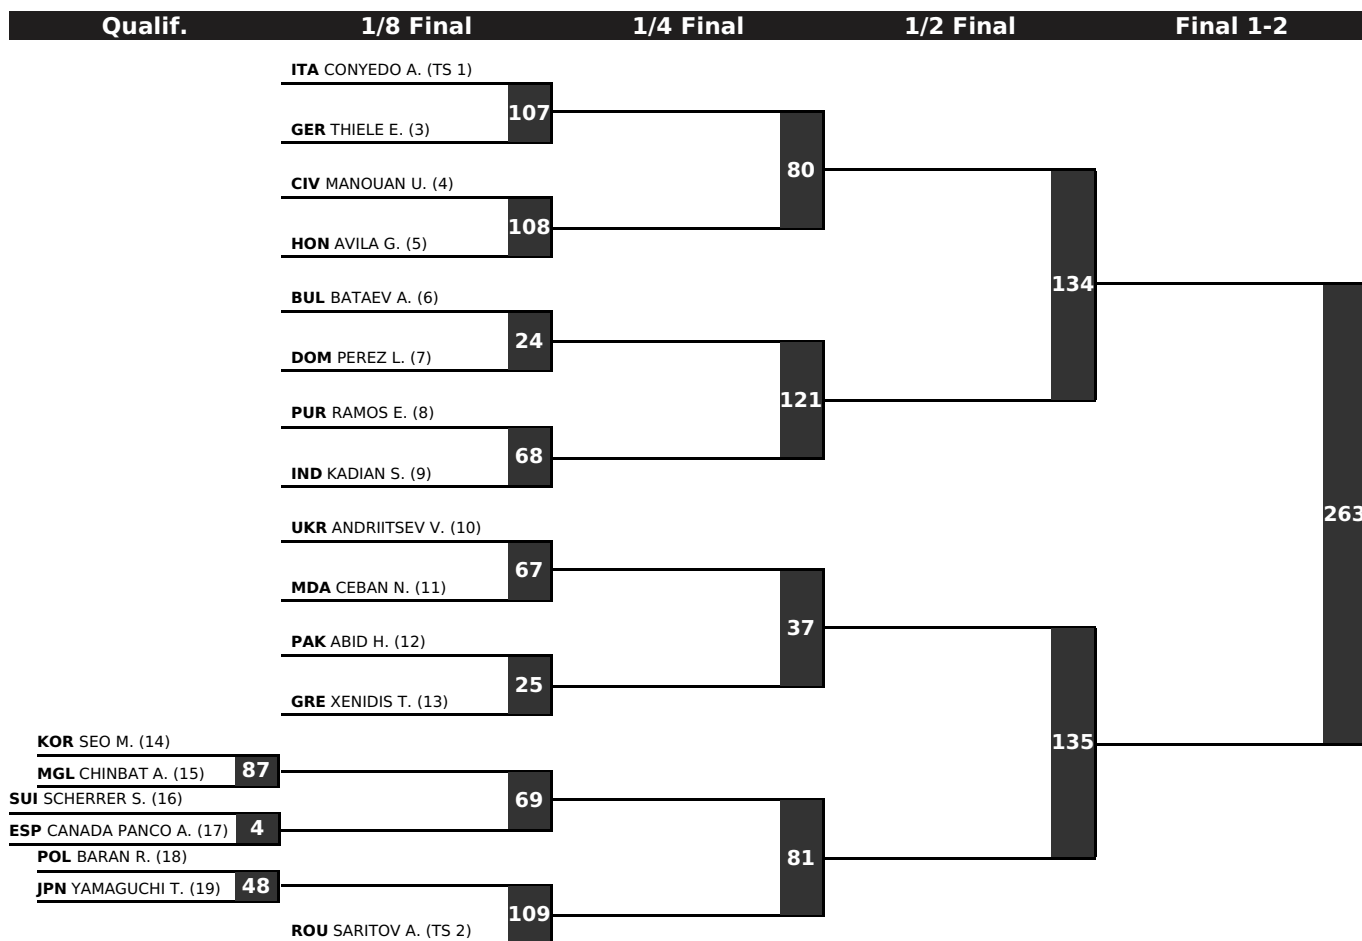 Qualif. 1/8 Final 1/4 Final 1/2 Final Final 1-2
ITA CONYEDO A. (TS 1)
107
GER THIELE E. (3)
80
CIV MANOUAN U. (4)
108
HON AVILA G. (5)
134
BUL BATAEV A. (6)
24
DOM PEREZ L. (7)
121
PUR RAMOS E. (8)
68
IND KADIAN S. (9)
263
UKR ANDRIITSEV V. (10)
67
MDA CEBAN N. (11)
37
PAK ABID H. (12)
25
GRE XENIDIS T. (13)
135
KOR SEO M. (14)
87
MGL CHINBAT A. (15)
69
SUI SCHERRER S. (16)
4
ESP CANADA PANCO A. (17)
81
POL BARAN R. (18)
48
JPN YAMAGUCHI T. (19)
109
ROU SARITOV A. (TS 2)